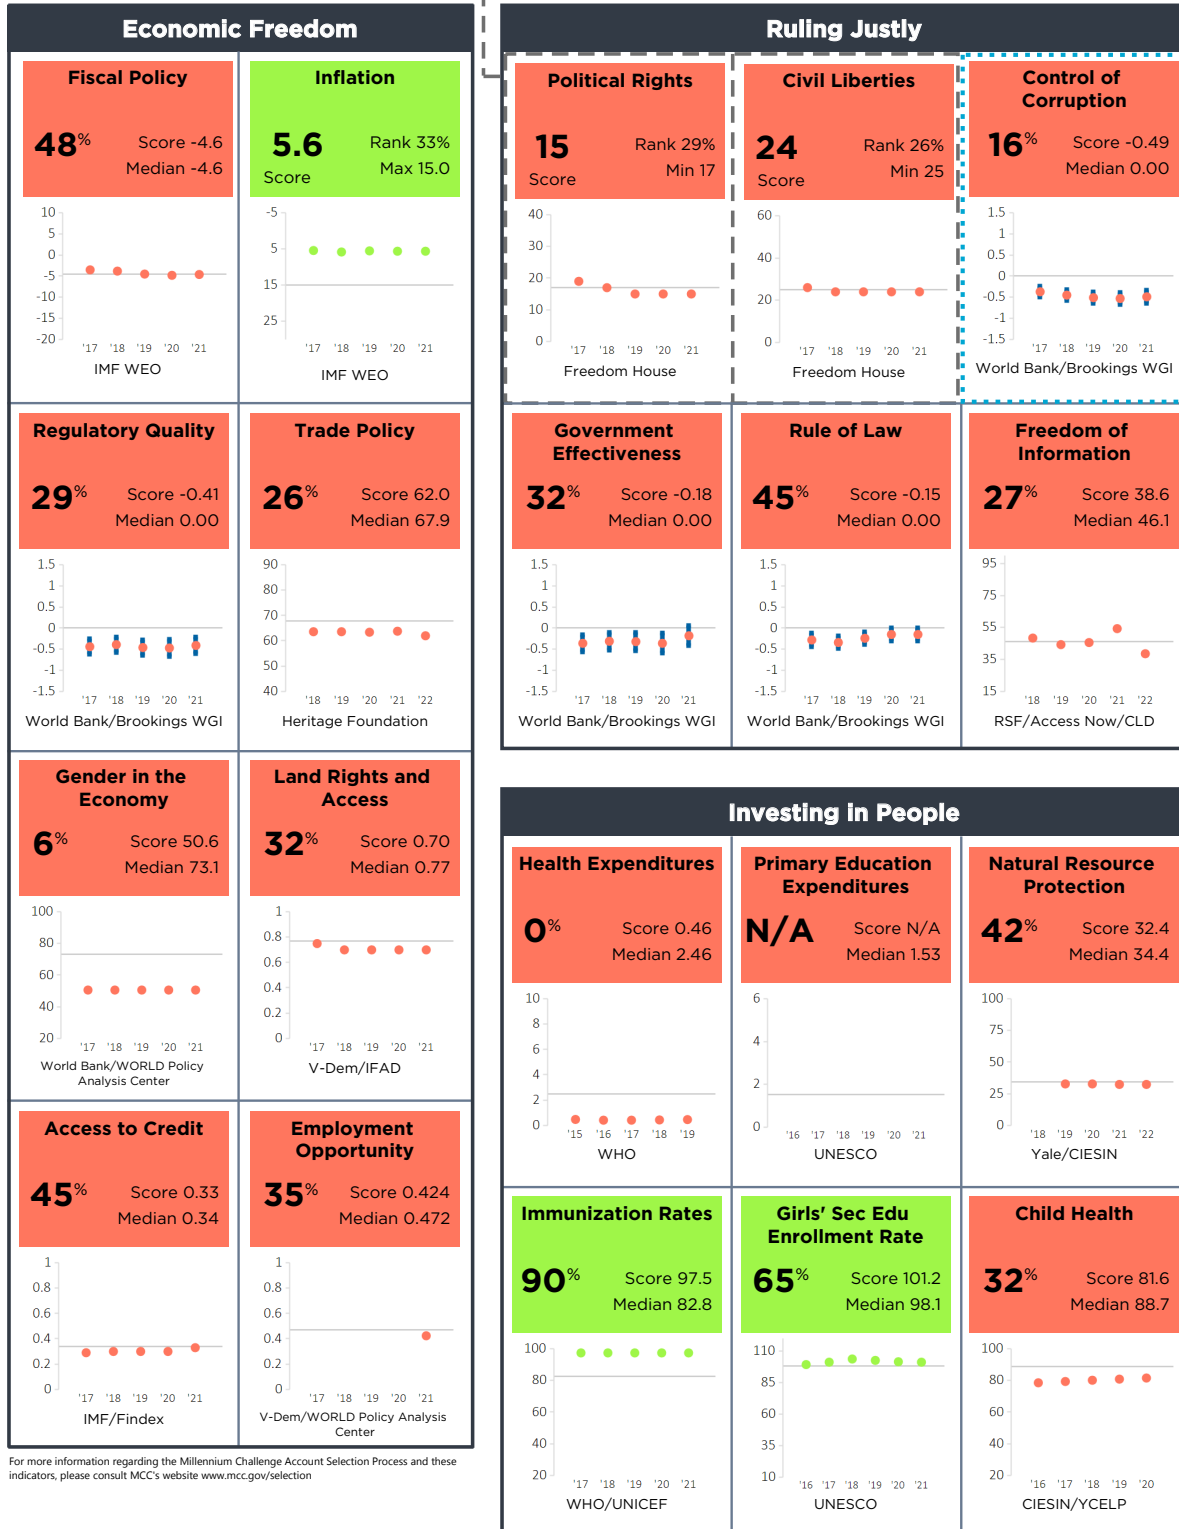 Economic Freedom
Fiscal Policy
48%
Score -4.6
Median -4.6
10
5
0
-5
-10
-15
-20
'17 '18 '19 '20 '21
IMF WEO
Inflation
5.6
Score
Rank 33%
Max 15.0
-5
5
15
25
'17 '18 '19 '20 '21
IMF WEO
Regulatory Quality
29%
Score -0.41
Median 0.00
1.5
1
0.5
0
-0.5
-1
-1.5
'17 '18 '19 '20 '21
World Bank/Brookings WGI
Trade Policy
26%
Score 62.0
Median 67.9
90
80
70
60
50
40
'18 '19 '20 '21 '22
Heritage Foundation
Gender in the
Economy
6%
Score 50.6
Median 73.1
100
80
60
40
20
'17 '18 '19 '20 '21
World Bank/WORLD Policy
Analysis Center
Land Rights and
Access
32%
Score 0.70
Median 0.77
1
0.8
0.6
0.4
0.2
0
'17 '18 '19 '20 '21
V-Dem/IFAD
Access to Credit
45%
Score 0.33
Median 0.34
1
0.8
0.6
0.4
0.2
0
'17 '18 '19 '20 '21
IMF/Findex
Employment
Opportunity
35%
Score 0.424
Median 0.472
1
0.8
0.6
0.4
0.2
0
'17 '18 '19 '20 '21
V-Dem/WORLD Policy Analysis
Center
For more information regarding the Millennium Challenge Account Selection Process and these
indicators, please consult MCC's website www.mcc.gov/selection
Ruling Justly
Political Rights
15
Score
Rank 29%
Min 17
40
30
20
10
0
'17 '18 '19 '20 '21
Freedom House
Civil Liberties
24
Score
Rank 26%
Min 25
60
40
20
0
'17 '18 '19 '20 '21
Freedom House
Control of
Corruption
16%
Score -0.49
Median 0.00
1.5
1
0.5
0
-0.5
-1
-1.5
'17 '18 '19 '20 '21
World Bank/Brookings WGI
Government
Effectiveness
32%
Score -0.18
Median 0.00
1.5
1
0.5
0
-0.5
-1
-1.5
'17 '18 '19 '20 '21
World Bank/Brookings WGI
Rule of Law
45%
Score -0.15
Median 0.00
1.5
1
0.5
0
-0.5
-1
-1.5
'17 '18 '19 '20 '21
World Bank/Brookings WGI
Freedom of
Information
27%
Score 38.6
Median 46.1
95
75
55
35
15
'18 '19 '20 '21 '22
RSF/Access Now/CLD
Investing in People
Health Expenditures
0%
Score 0.46
Median 2.46
10
8
6
4
2
0
'15 '16 '17 '18 '19
WHO
Primary Education
Expenditures
N/A
Score N/A
Median 1.53
6
4
2
0
'16 '17 '18 '19 '20 '21
UNESCO
Natural Resource
Protection
42%
Score 32.4
Median 34.4
100
75
50
25
0
'18 '19 '20 '21 '22
Yale/CIESIN
Immunization Rates
90%
Score 97.5
Median 82.8
100
80
60
40
20
'17 '18 '19 '20 '21
WHO/UNICEF
Girls' Sec Edu
Enrollment Rate
65%
Score 101.2
Median 98.1
110
85
60
35
10
'16 '17 '18 '19 '20 '21
UNESCO
Child Health
32%
Score 81.6
Median 88.7
100
80
60
40
20
'16 '17 '18 '19 '20
CIESIN/YCELP